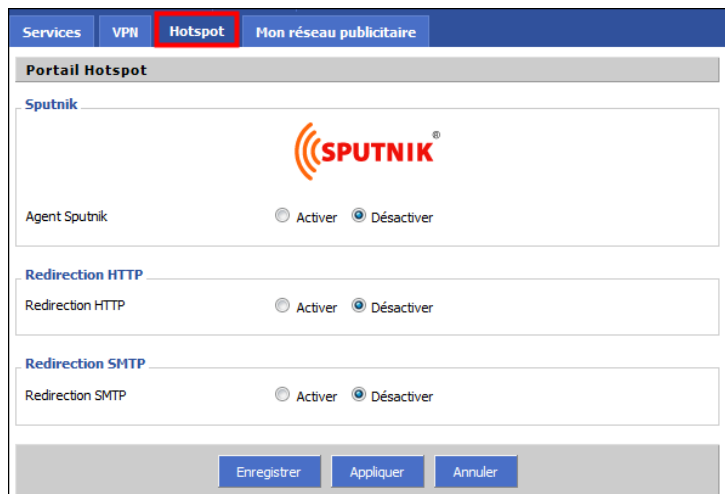 Services VPN Hotspot Mon réseau publicitaire
Portail Hotspot
Sputnik
SPUTNIK®
Agent Sputnik Activer Désactiver
Redirection HTTP
Redirection HTTP Activer Désactiver
Redirection SMTP
Redirection SMTP Activer Désactiver
Enregistrer Appliquer Annuler